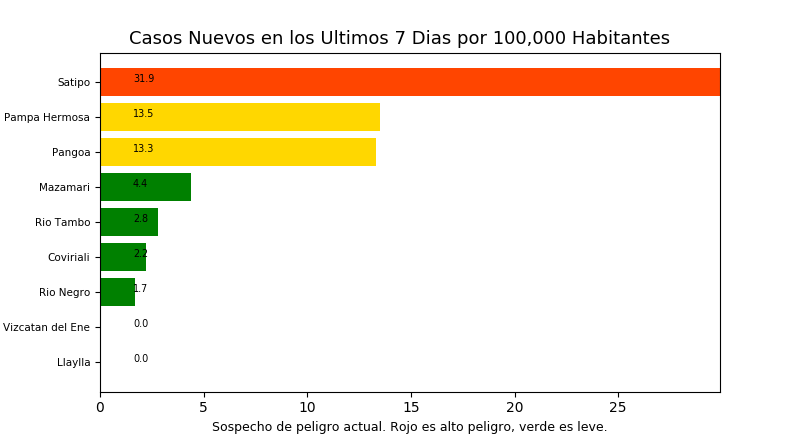 Casos Nuevos en los Ultimos 7 Dias por 100,000 Habitantes
Satipo 31.9
Pampa Hermosa 13.5
Pangoa 13.3
Mazamari 4.4
Rio Tambo 2.8
Coviriali 2.2
Rio Negro 1.7
Vizcatan del Ene 0.0
Llaylla 0.0
0 5 10 15 20 25
Sospecho de peligro actual. Rojo es alto peligro, verde es leve.